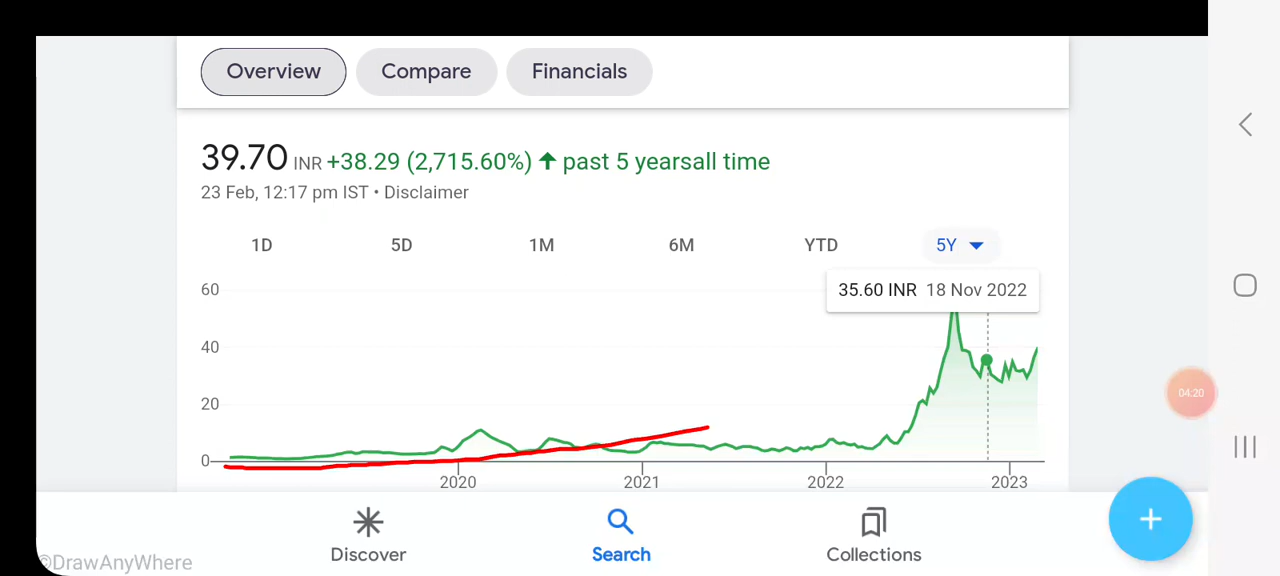 Overview Compare Financials
39.70 INR +38.29 (2,715.60%) ↑ past 5 yearsall time
23 Feb, 12:17 pm IST • Disclaimer
1D 5D 1M 6M YTD 5Y
35.60 INR 18 Nov 2022
60
40
20
0
2020 2021 2022 2023
04:20
Discover Search Collections
©DrawAnyWhere